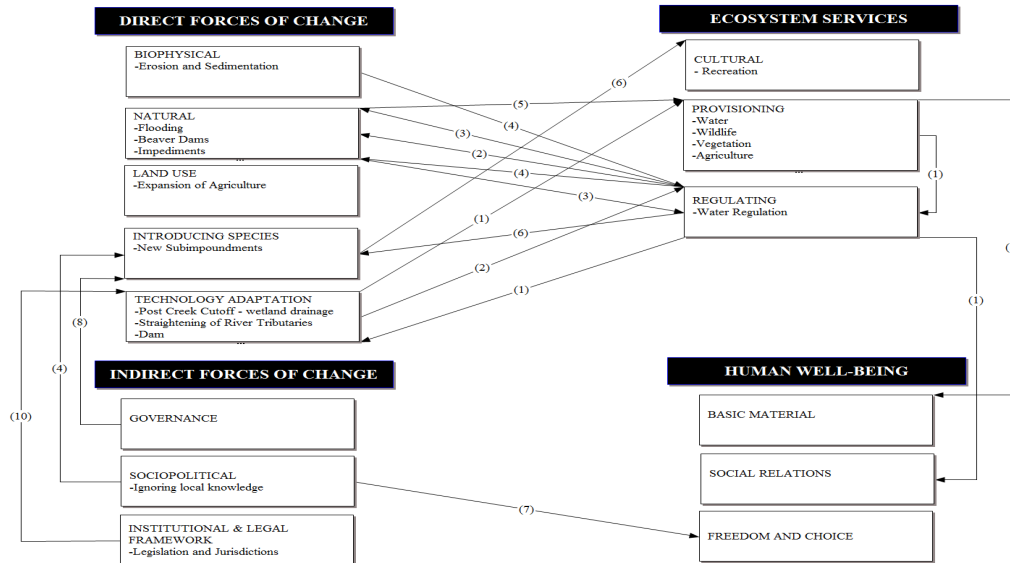 DIRECT FORCES OF CHANGE
BIOPHYSICAL
-Erosion and Sedimentation
NATURAL
-Flooding
-Beaver Dams
-Impediments
...
LAND USE
-Expansion of Agriculture
INTRODUCING SPECIES
-New Subimpoundments
TECHNOLOGY ADAPTATION
-Post Creek Cutoff - wetland drainage
-Straightening of River Tributaries
-Dam
...
INDIRECT FORCES OF CHANGE
GOVERNANCE
SOCIOPOLITICAL
-Ignoring local knowledge
INSTITUTIONAL & LEGAL
FRAMEWORK
-Legislation and Jurisdictions
(8)
(4)
(10)
(6)
(5)
(4)
(3)
(2)
(4)
(3)
(1)
(6)
(2)
(1)
(7)
ECOSYSTEM SERVICES
CULTURAL
- Recreation
PROVISIONING
-Water
-Wildlife
-Vegetation
-Agriculture
...
REGULATING
-Water Regulation
(1)
(1)
HUMAN WELL-BEING
BASIC MATERIAL
SOCIAL RELATIONS
FREEDOM AND CHOICE